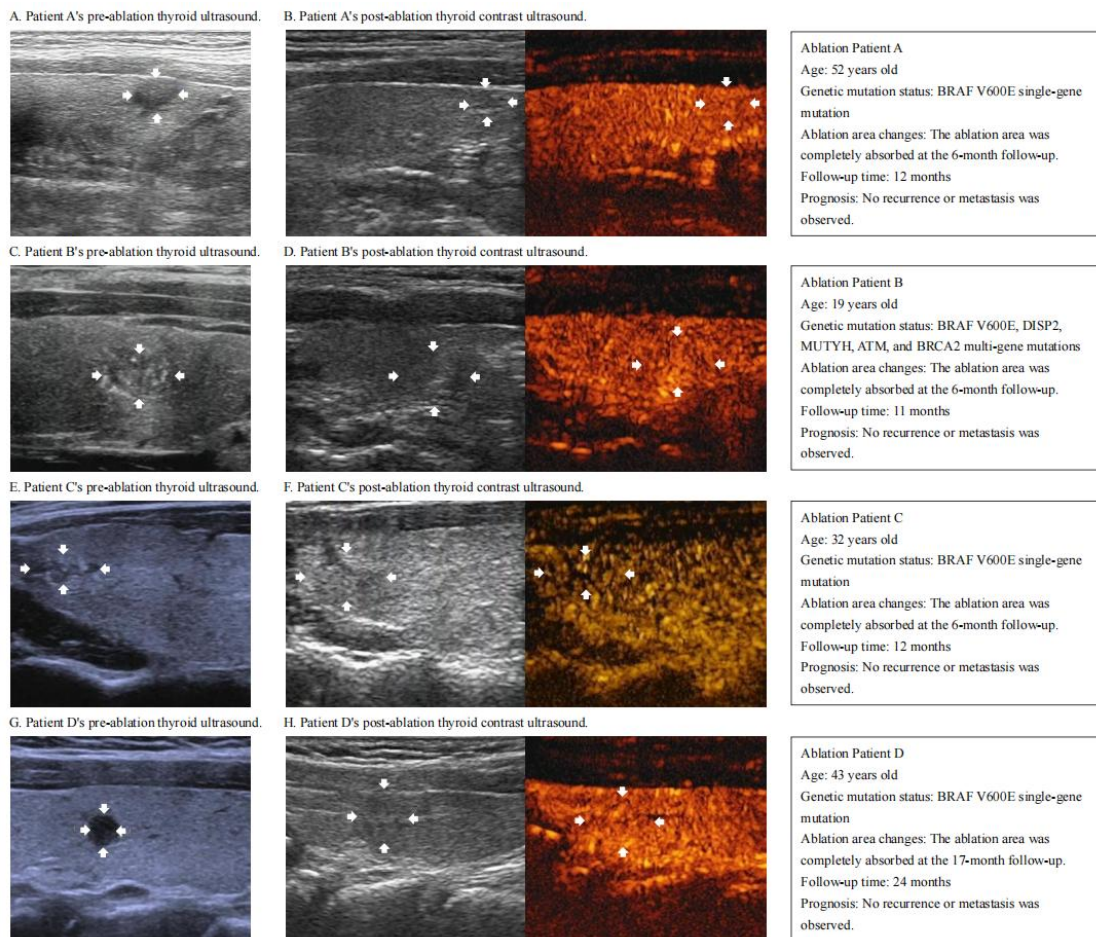 A. Patient A's pre-ablation thyroid ultrasound.
B. Patient A's post-ablation thyroid contrast ultrasound.
Ablation Patient A
Age: 52 years old
Genetic mutation status: BRAF V600E single-gene
mutation
Ablation area changes: The ablation area was
completely absorbed at the 6-month follow-up.
Follow-up time: 12 months
Prognosis: No recurrence or metastasis was
observed.
C. Patient B's pre-ablation thyroid ultrasound.
D. Patient B's post-ablation thyroid contrast ultrasound.
Ablation Patient B
Age: 19 years old
Genetic mutation status: BRAF V600E, DISP2,
MUTYH, ATM, and BRCA2 multi-gene mutations
Ablation area changes: The ablation area was
completely absorbed at the 6-month follow-up.
Follow-up time: 11 months
Prognosis: No recurrence or metastasis was
observed.
E. Patient C's pre-ablation thyroid ultrasound.
F. Patient C's post-ablation thyroid contrast ultrasound.
Ablation Patient C
Age: 32 years old
Genetic mutation status: BRAF V600E single-gene
mutation
Ablation area changes: The ablation area was
completely absorbed at the 6-month follow-up.
Follow-up time: 12 months
Prognosis: No recurrence or metastasis was
observed.
G. Patient D's pre-ablation thyroid ultrasound.
H. Patient D's post-ablation thyroid contrast ultrasound.
Ablation Patient D
Age: 43 years old
Genetic mutation status: BRAF V600E single-gene
mutation
Ablation area changes: The ablation area was
completely absorbed at the 17-month follow-up.
Follow-up time: 24 months
Prognosis: No recurrence or metastasis was
observed.